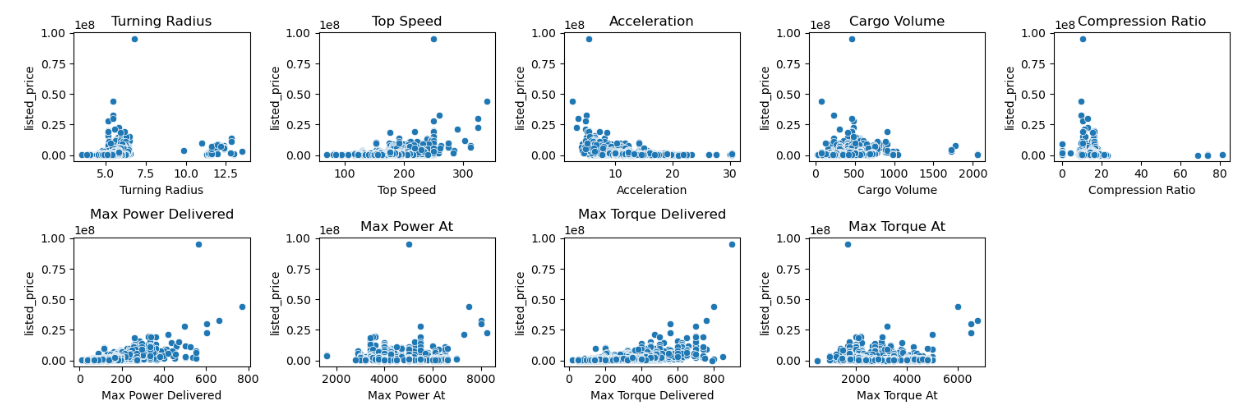 Turning Radius
1e8
1.00
0.75
0.50
0.25
0.00
listed_price
5.0 7.5 10.0 12.5
Turning Radius
Top Speed
1e8
1.00
0.75
0.50
0.25
0.00
listed_price
100 200 300
Top Speed
Acceleration
1e8
1.00
0.75
0.50
0.25
0.00
listed_price
10 20 30
Acceleration
Cargo Volume
1e8
1.00
0.75
0.50
0.25
0.00
listed_price
0 500 1000 1500 2000
Cargo Volume
Compression Ratio
1e8
1.00
0.75
0.50
0.25
0.00
listed_price
0 20 40 60 80
Compression Ratio
Max Power Delivered
1e8
1.00
0.75
0.50
0.25
0.00
listed_price
0 200 400 600 800
Max Power Delivered
Max Power At
1e8
1.00
0.75
0.50
0.25
0.00
listed_price
2000 4000 6000 8000
Max Power At
Max Torque Delivered
1e8
1.00
0.75
0.50
0.25
0.00
listed_price
0 200 400 600 800
Max Torque Delivered
Max Torque At
1e8
1.00
0.75
0.50
0.25
0.00
listed_price
2000 4000 6000
Max Torque At